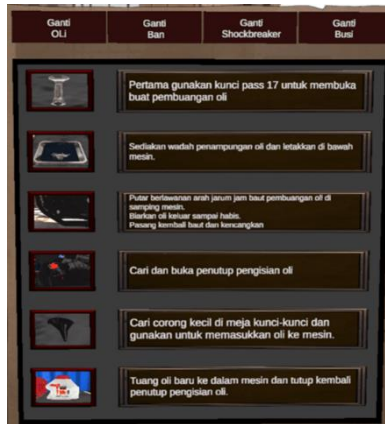 Ganti
OLi
Ganti
Ban
Ganti
Shockbreaker
Ganti
Busi
Pertama gunakan kunci pass 17 untuk membuka
buat pembuangan oli
Sediakan wadah penampungan oli dan letakkan di bawah
mesin.
Putar berlawanan arah jarum jam baut pembuangan oil di
samping mesin.
Biarkan oli keluar sampai habis.
Pasang kembali baut dan kencangkan
Cari dan buka penutup pengisian oli
Cari corong kecil di meja kunci-kunci dan
gunakan untuk memasukkan oli ke mesin.
Tuang oli baru ke dalam mesin dan tutup kembali
penutup pengisian oli.